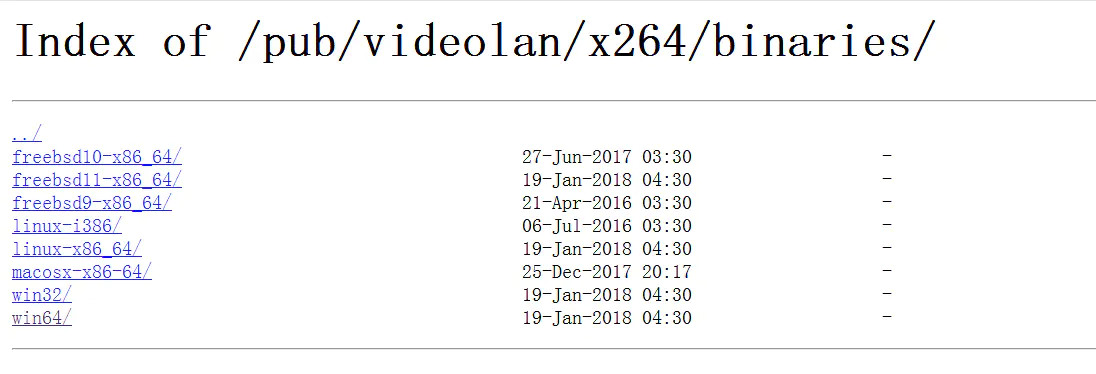 Index of /pub/videolan/x264/binaries/
../
freebsd10-x86_64/ 27-Jun-2017 03:30 -
freebsd11-x86_64/ 19-Jan-2018 04:30 -
freebsd9-x86_64/ 21-Apr-2016 03:30 -
linux-i386/ 06-Jul-2016 03:30 -
linux-x86_64/ 19-Jan-2018 04:30 -
macosx-x86-64/ 25-Dec-2017 20:17 -
win32/ 19-Jan-2018 04:30 -
win64/ 19-Jan-2018 04:30 -